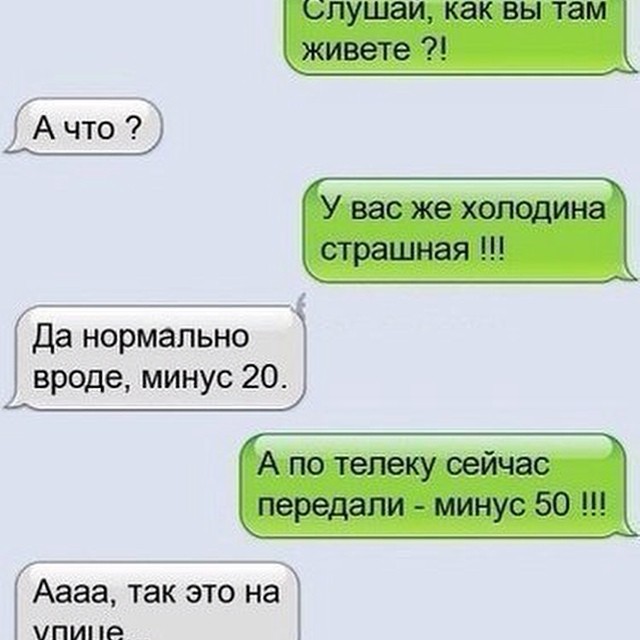 Слушай, как вы там
живете ?!
А что ?
У вас же холодина
страшная !!!
Да нормально
вроде, минус 20.
А по телеку сейчас
передали - минус 50 !!!
Аааа, так это на
улице...